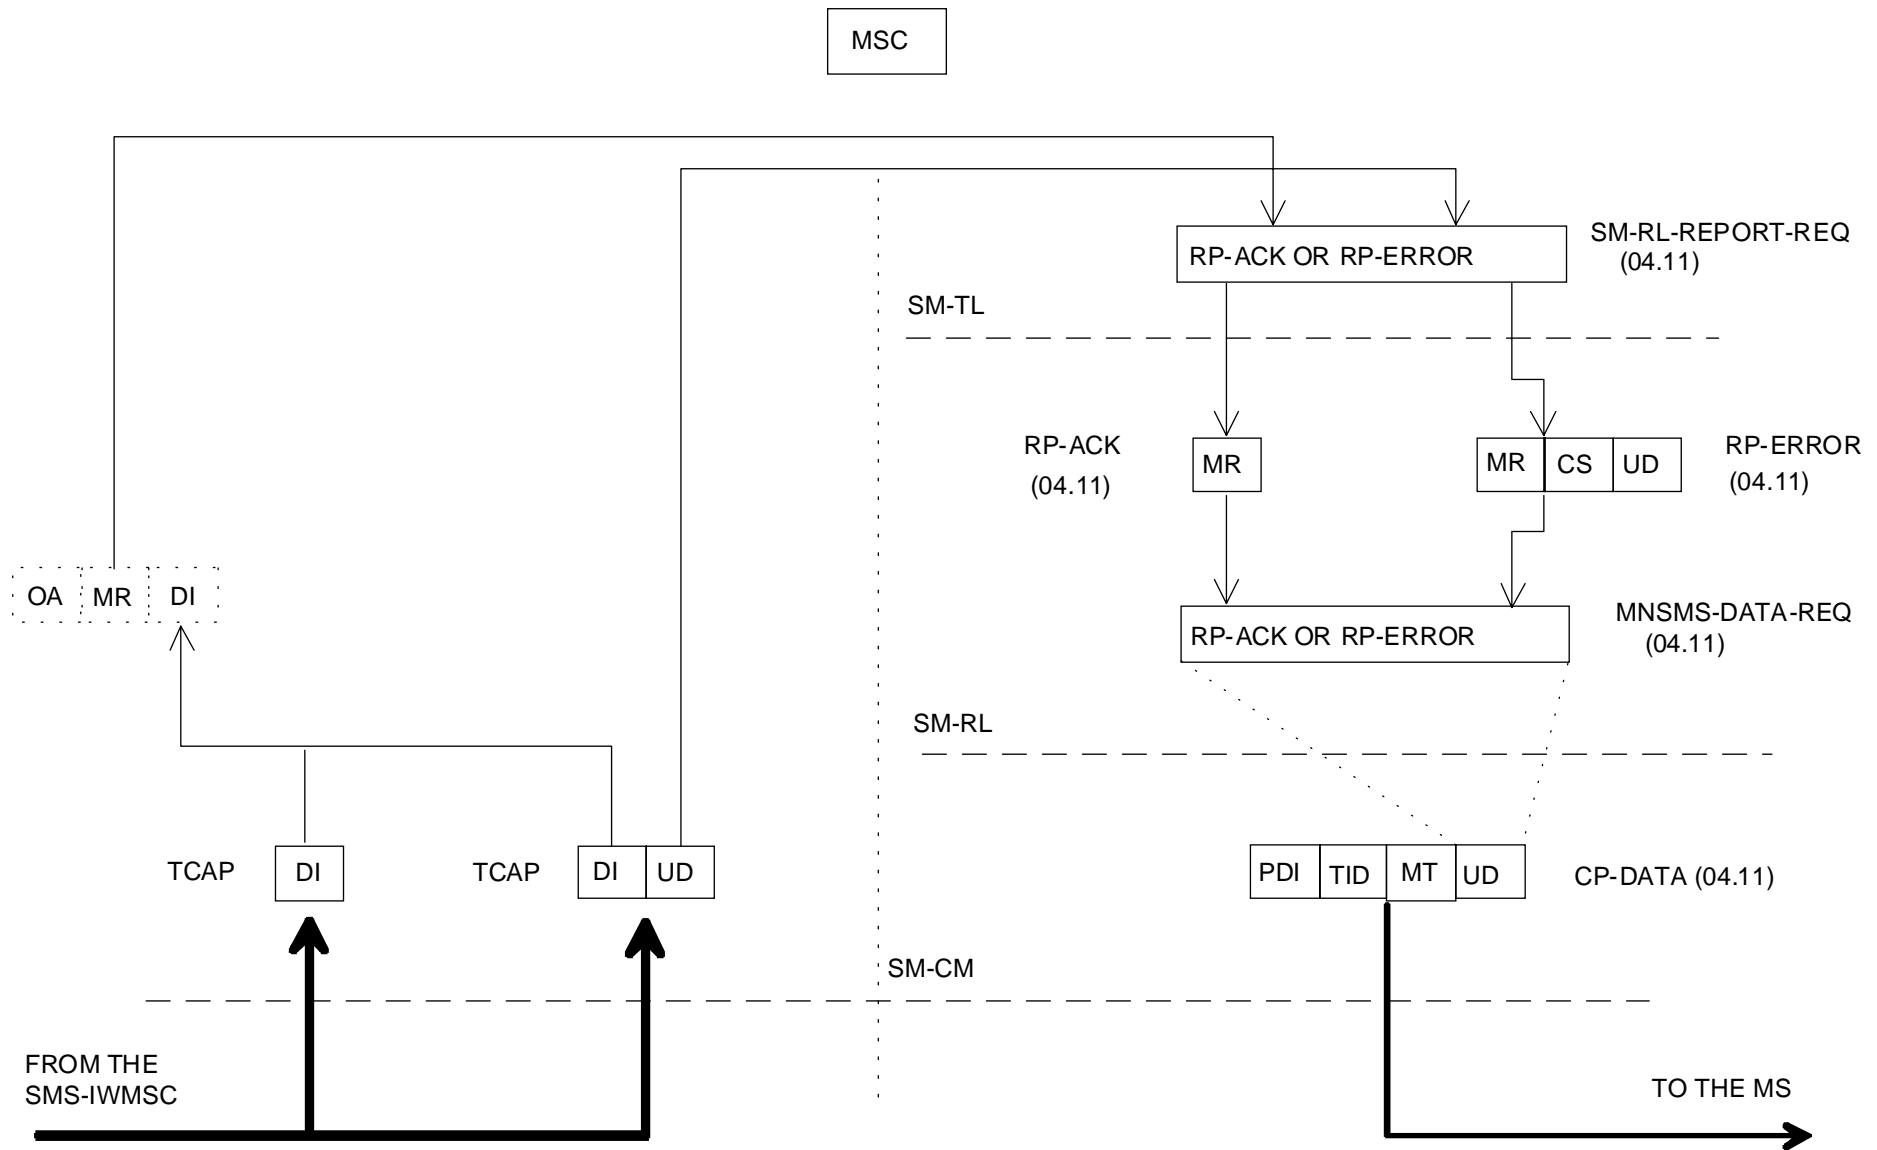 MSC
RP-ACK OR RP-ERROR
SM-RL-REPORT-REQ
(04.11)
SM-TL
RP-ACK
(04.11)
MR
MR CS UD
RP-ERROR
(04.11)
OA MR DI
RP-ACK OR RP-ERROR
MNSMS-DATA-REQ
(04.11)
SM-RL
TCAP DI
TCAP DI UD
PDI TID MT UD
CP-DATA (04.11)
SM-CM
FROM THE
SMS-IWMSC
TO THE MS